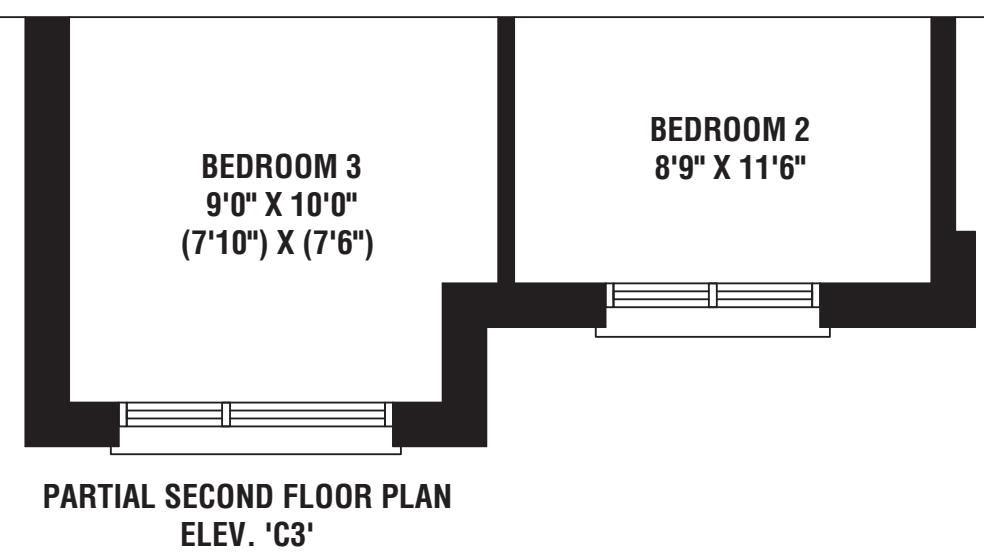 BEDROOM 3
9'0" X 10'0"
(7'10") X (7'6")
BEDROOM 2
8'9" X 11'6"
PARTIAL SECOND FLOOR PLAN
ELEV. 'C3'